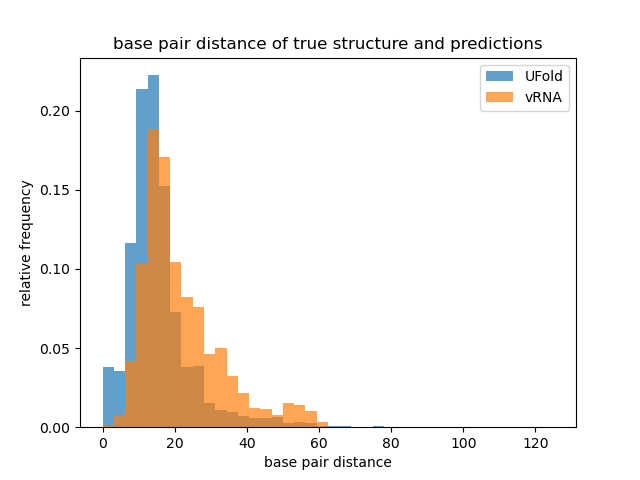 base pair distance of true structure and predictions
UFold
vRNA
relative frequency
0.20
0.15
0.10
0.05
0.00
0 20 40 60 80 100 120
base pair distance